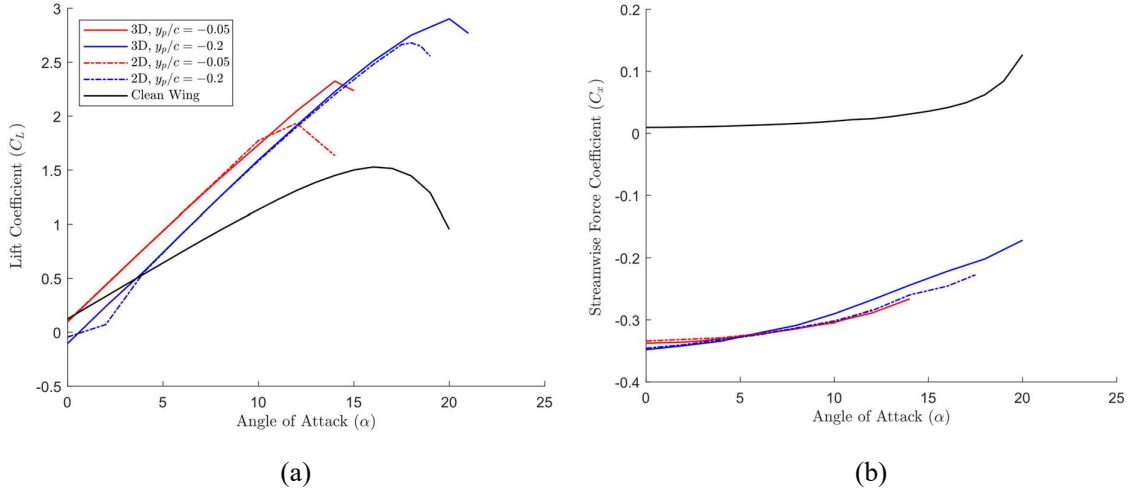 3D, y_p/c = −0.05
3D, y_p/c = −0.2
2D, y_p/c = −0.05
2D, y_p/c = −0.2
Clean Wing
Lift Coefficient (C_L)
3
2.5
2
1.5
1
0.5
0
-0.5
0
5
10
15
20
25
Angle of Attack (α)
(a)
Streamwise Force Coefficient (C_x)
0.2
0.1
0
-0.1
-0.2
-0.3
-0.4
0
5
10
15
20
25
Angle of Attack (α)
(b)